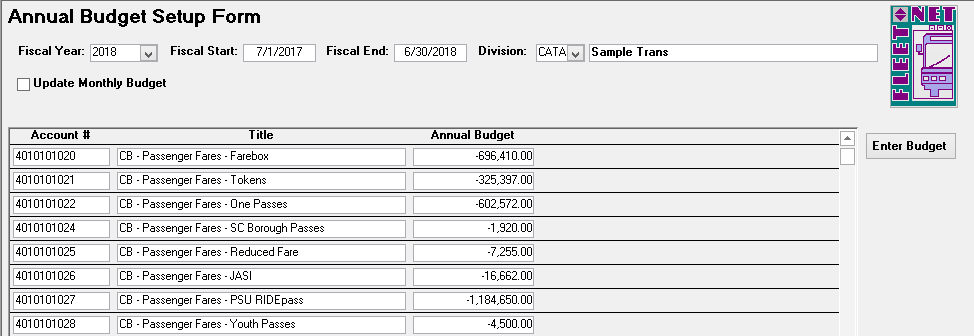 Annual Budget Setup Form
Fiscal Year: 2018 Fiscal Start: 7/1/2017 Fiscal End: 6/30/2018 Division: CATA Sample Trans
Update Monthly Budget
FLEET NET
Account # Title Annual Budget
Enter Budget
4010101020 CB - Passenger Fares - Farebox -696,410.00
4010101021 CB - Passenger Fares - Tokens -325,397.00
4010101022 CB - Passenger Fares - One Passes -602,572.00
4010101024 CB - Passenger Fares - SC Borough Passes -1,920.00
4010101025 CB - Passenger Fares - Reduced Fare -7,255.00
4010101026 CB - Passenger Fares - JASI -16,662.00
4010101027 CB - Passenger Fares - PSU RIDEpass -1,184,650.00
4010101028 CB - Passenger Fares - Youth Passes -4,500.00